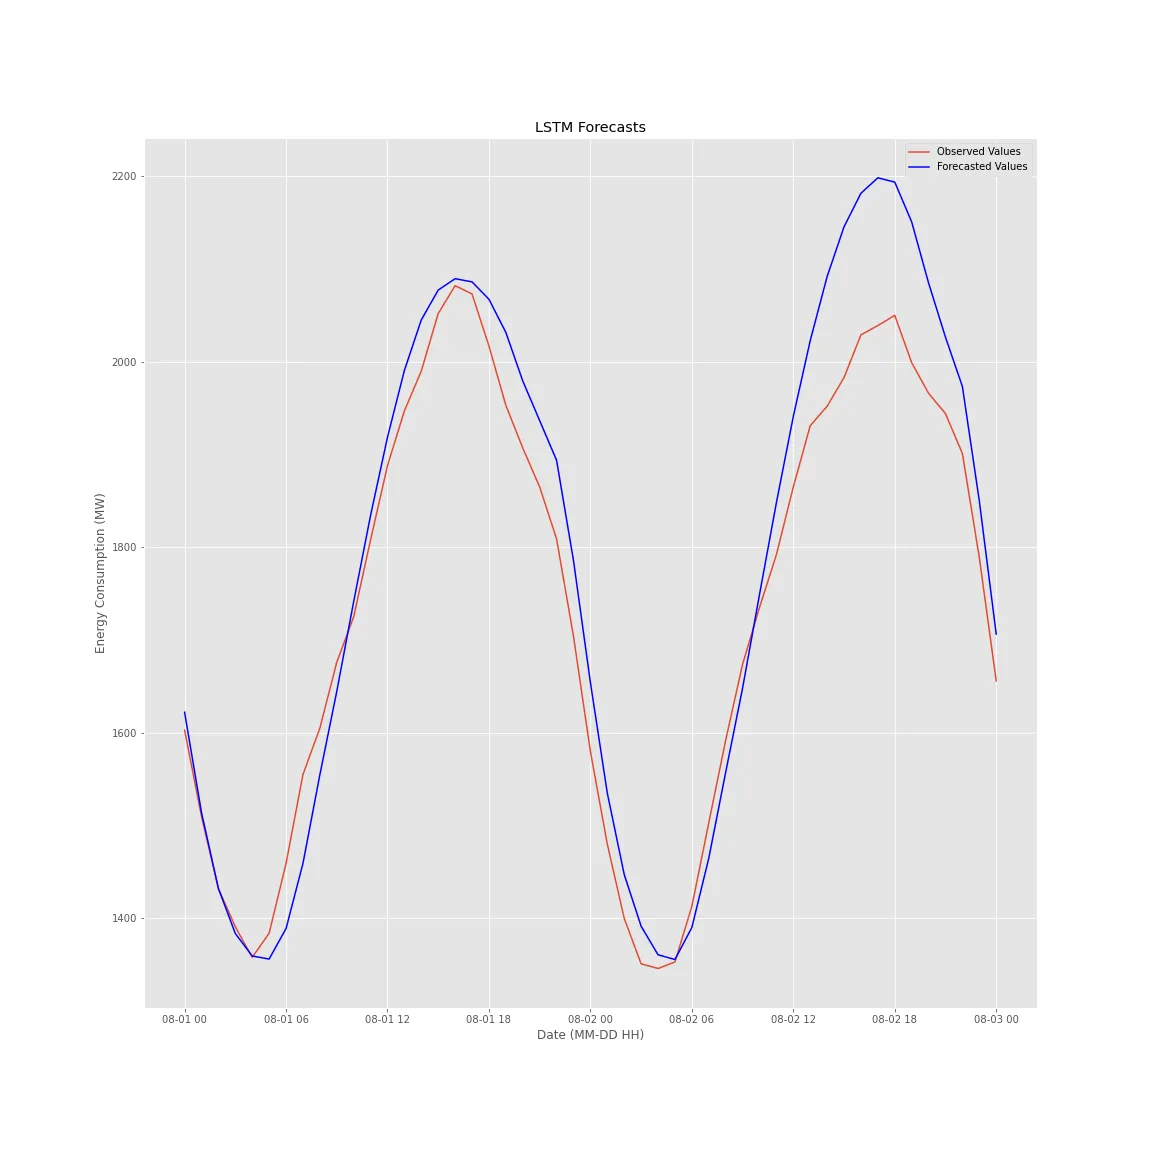 LSTM Forecasts
Observed Values
Forecasted Values
2200
2000
1800
1600
1400
Energy Consumption (MW)
08-01 00 08-01 06 08-01 12 08-01 18 08-02 00 08-02 06 08-02 12 08-02 18 08-03 00
Date (MM-DD HH)